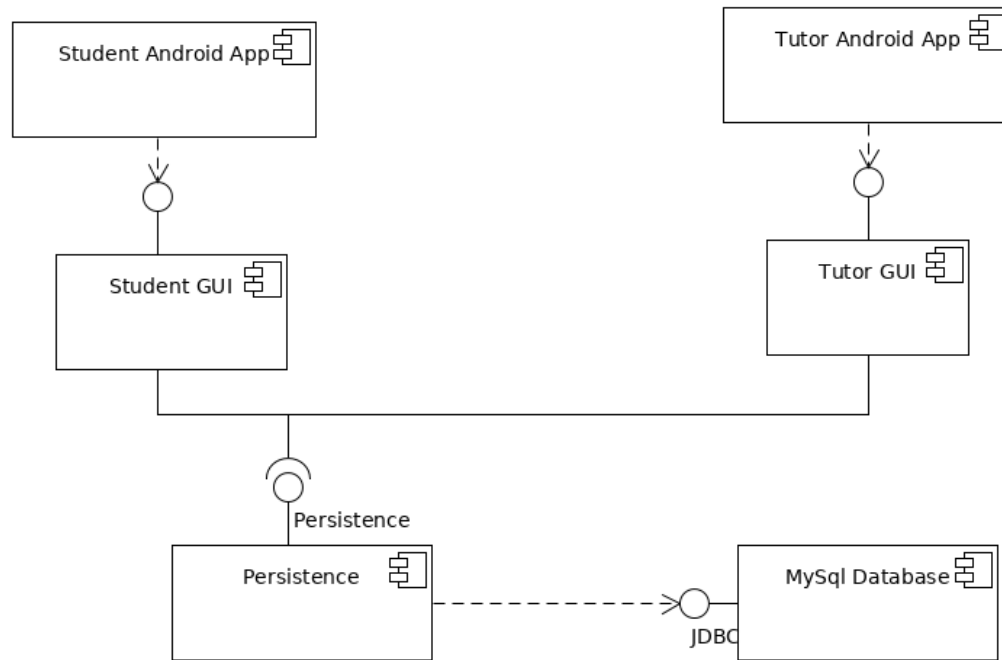 Student Android App
Tutor Android App
Student GUI
Tutor GUI
Persistence
Persistence
MySql Database
JDBC